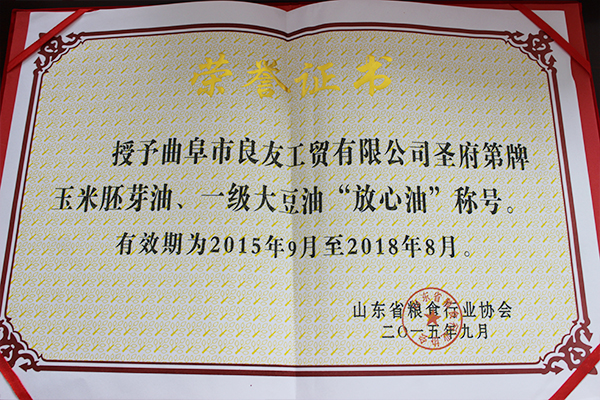 荣誉证书
授予曲阜市良友工贸有限公司圣府第牌
玉米胚芽油、一级大豆油“放心油”称号。
有效期为2015年9月至2018年8月。
山东省粮食行业协会
二〇一五年九月